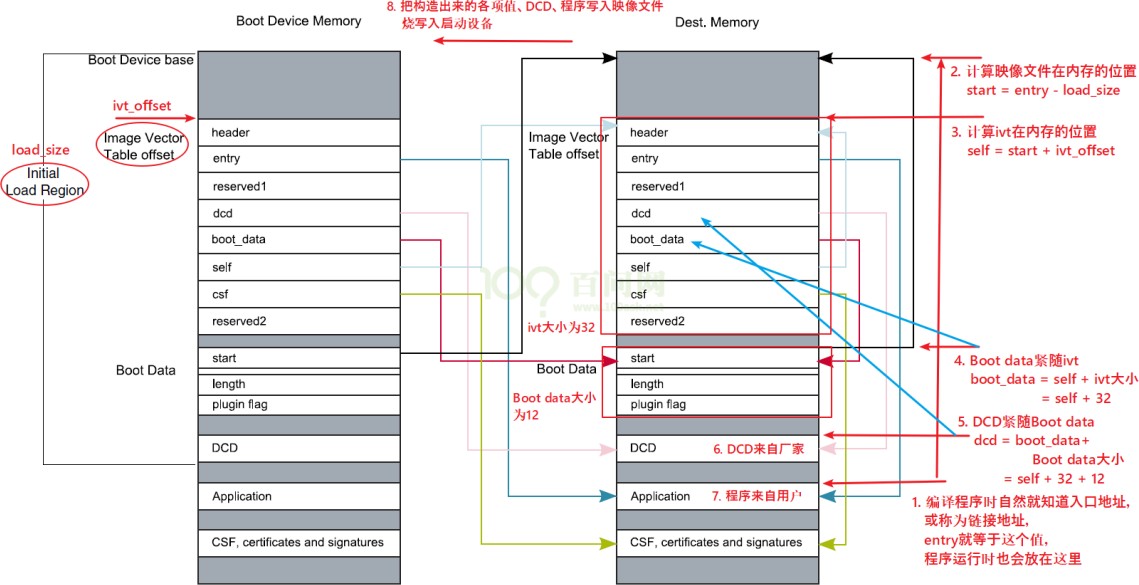 8. 把构造出来的各项值、DCD、程序写入映像文件
烧写入启动设备
Boot Device Memory
Dest. Memory
Boot Device base
ivt_offset
Image Vector
Table offset
load_size
Initial
Load Region
header
entry
reserved1
dcd
boot_data
self
csf
reserved2
Boot Data
start
length
plugin flag
DCD
Application
CSF, certificates and signatures
Image Vector
Table offset
header
entry
reserved1
dcd
boot_data
self
csf
reserved2
ivt大小为32
Boot Data
Boot data大小
为12
start
length
plugin flag
DCD
6. DCD来自厂家
Application
7. 程序来自用户
CSF, certificates and signatures
2. 计算映像文件在内存的位置
start = entry - load_size
3. 计算ivt在内存的位置
self = start + ivt_offset
4. Boot data紧随ivt
boot_data = self + ivt大小
= self + 32
5. DCD紧随Boot data
dcd = boot_data+
Boot data大小
= self + 32 + 12
1. 编译程序时自然就知道入口地址,
或称为链接地址,
entry就等于这个值,
程序运行时也会放在这里
百问网